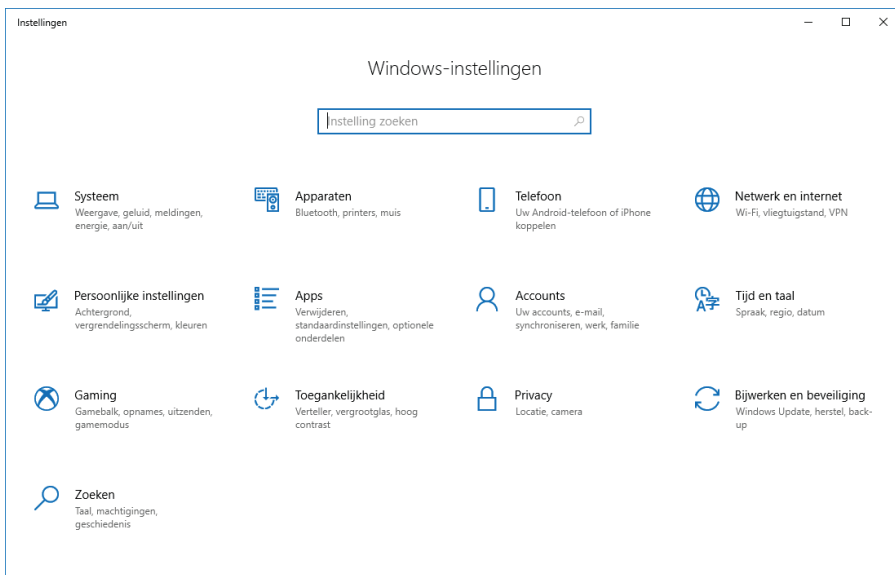 Instellingen
Windows-instellingen
Instelling zoeken
Systeem
Weergave, geluid, meldingen,
energie, aan/uit
Apparaten
Bluetooth, printers, muis
Telefoon
Uw Android-telefoon of iPhone
koppelen
Netwerk en internet
Wi-Fi, vliegtuigstand, VPN
Persoonlijke instellingen
Achtergrond,
vergrendelingsscherm, kleuren
Apps
Verwijderen,
standaardinstellingen, optionele
onderdelen
Accounts
Uw accounts, e-mail,
synchroniseren, werk, familie
Tijd en taal
Spraak, regio, datum
Gaming
Gamebalk, opnames, uitzenden,
gamemodus
Toegankelijkheid
Verteller, vergrootglas, hoog
contrast
Privacy
Locatie, camera
Bijwerken en beveiliging
Windows Update, herstel, back-
up
Zoeken
Taal, machtigingen,
geschiedenis